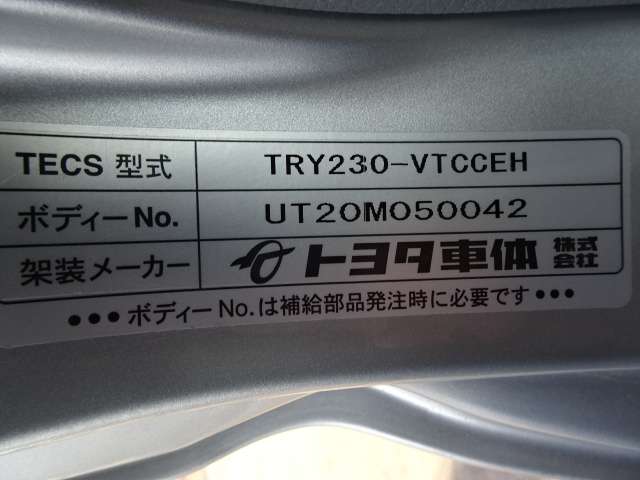 TECS 型式 TRY230-VTCCEH
ボディーNo. UT20M050042
架装メーカー トヨタ車体 株式会社
●●● ボディー No.は補給部品発注時に必要です ●●●